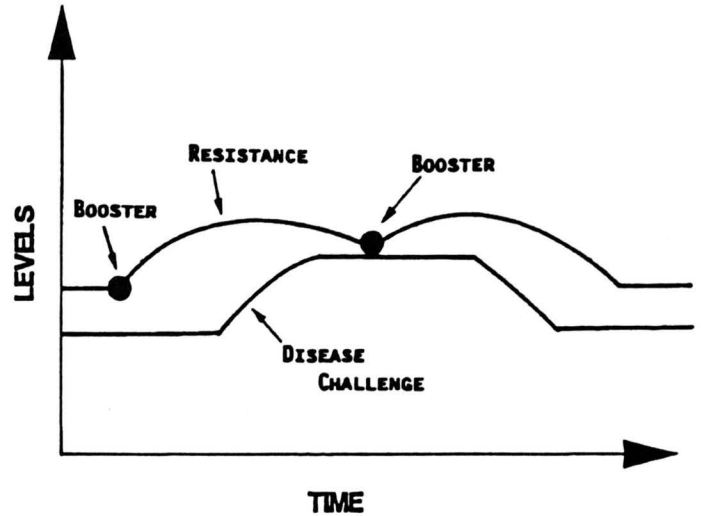 RESISTANCE
BOOSTER
BOOSTER
LEVELS
DISEASE
CHALLENGE
TIME